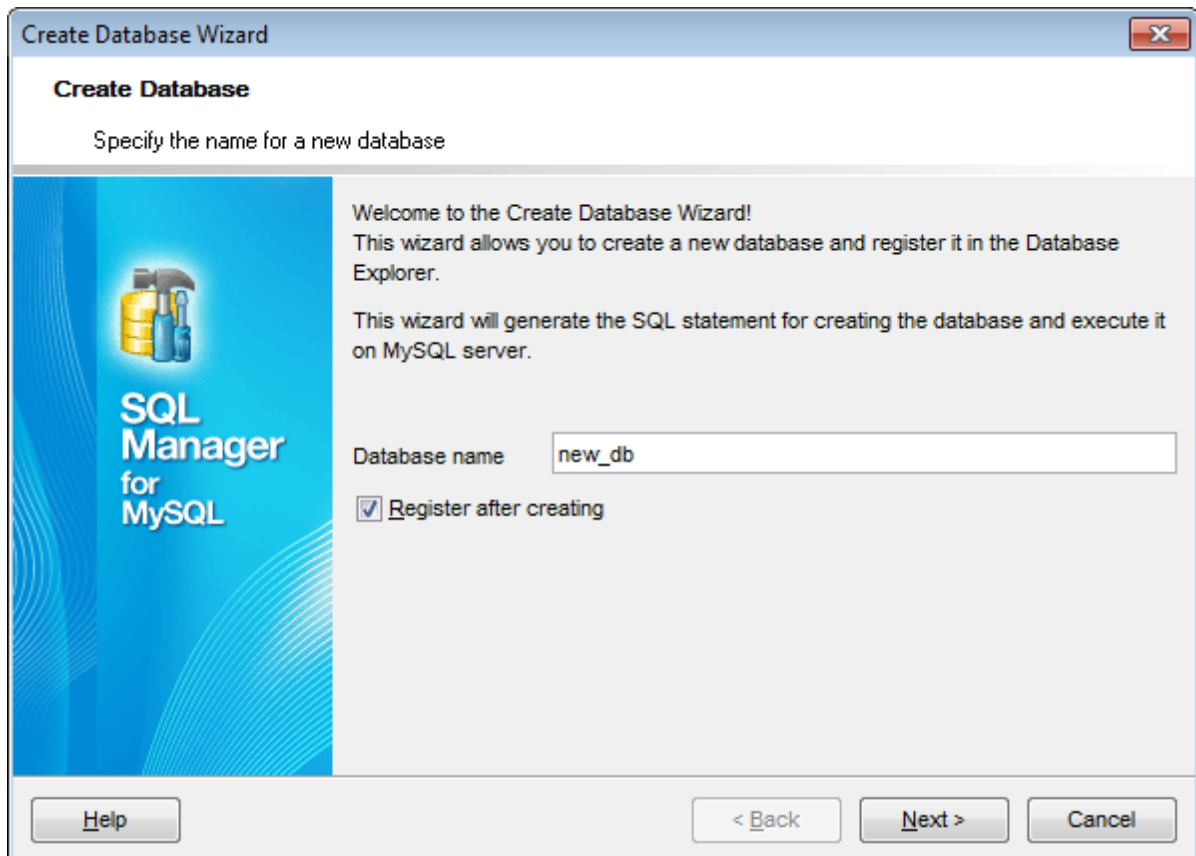 Create Database Wizard
Create Database
Specify the name for a new database
Welcome to the Create Database Wizard!
This wizard allows you to create a new database and register it in the Database
Explorer.
This wizard will generate the SQL statement for creating the database and execute it
on MySQL server.
SQL
Manager
for
MySQL
Database name
new_db
Register after creating
Help
< Back
Next >
Cancel